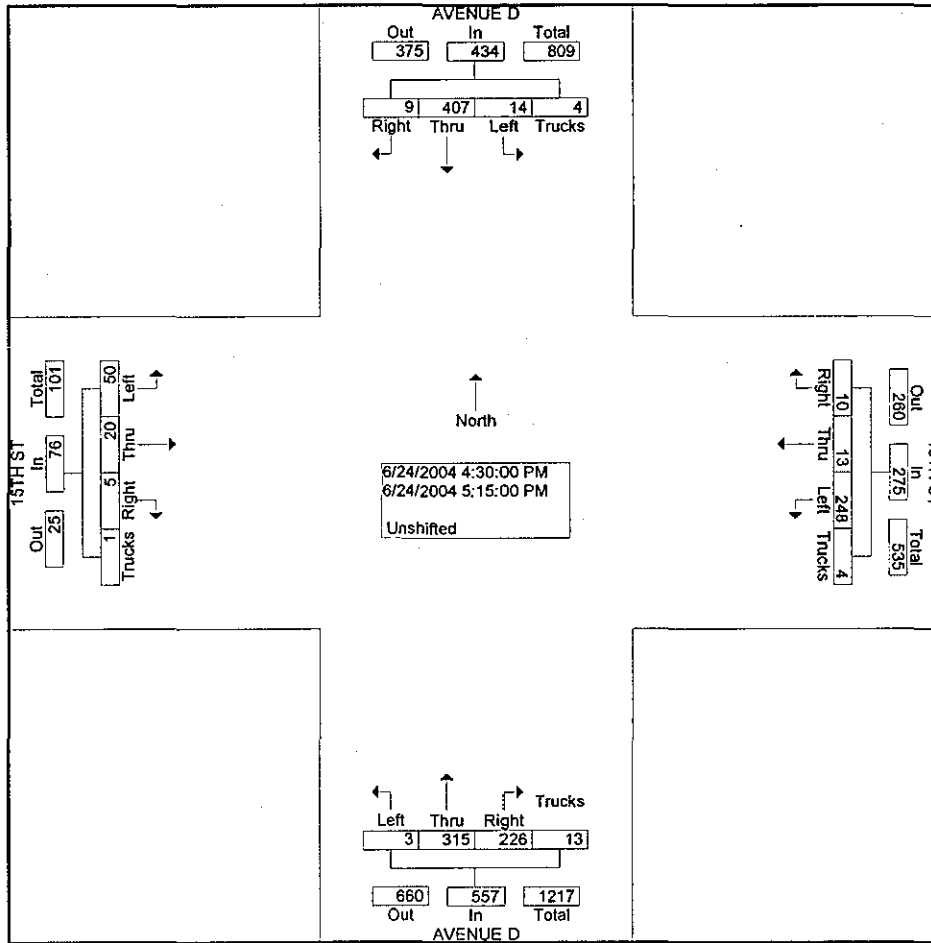 AVENUE D
Out In Total
375 434 809
9 407 14 4
Right Thru Left Trucks
15TH ST
Total In Out
101 76 25
50 20 5 1
Left Thru Right Trucks
North
6/24/2004 4:30:00 PM
6/24/2004 5:15:00 PM
Unshifted
Right Thru Left Trucks
10 13 248 4
260 275 535
Out In Total
Left Thru Right Trucks
3 315 226 13
660 557 1217
Out In Total
AVENUE D